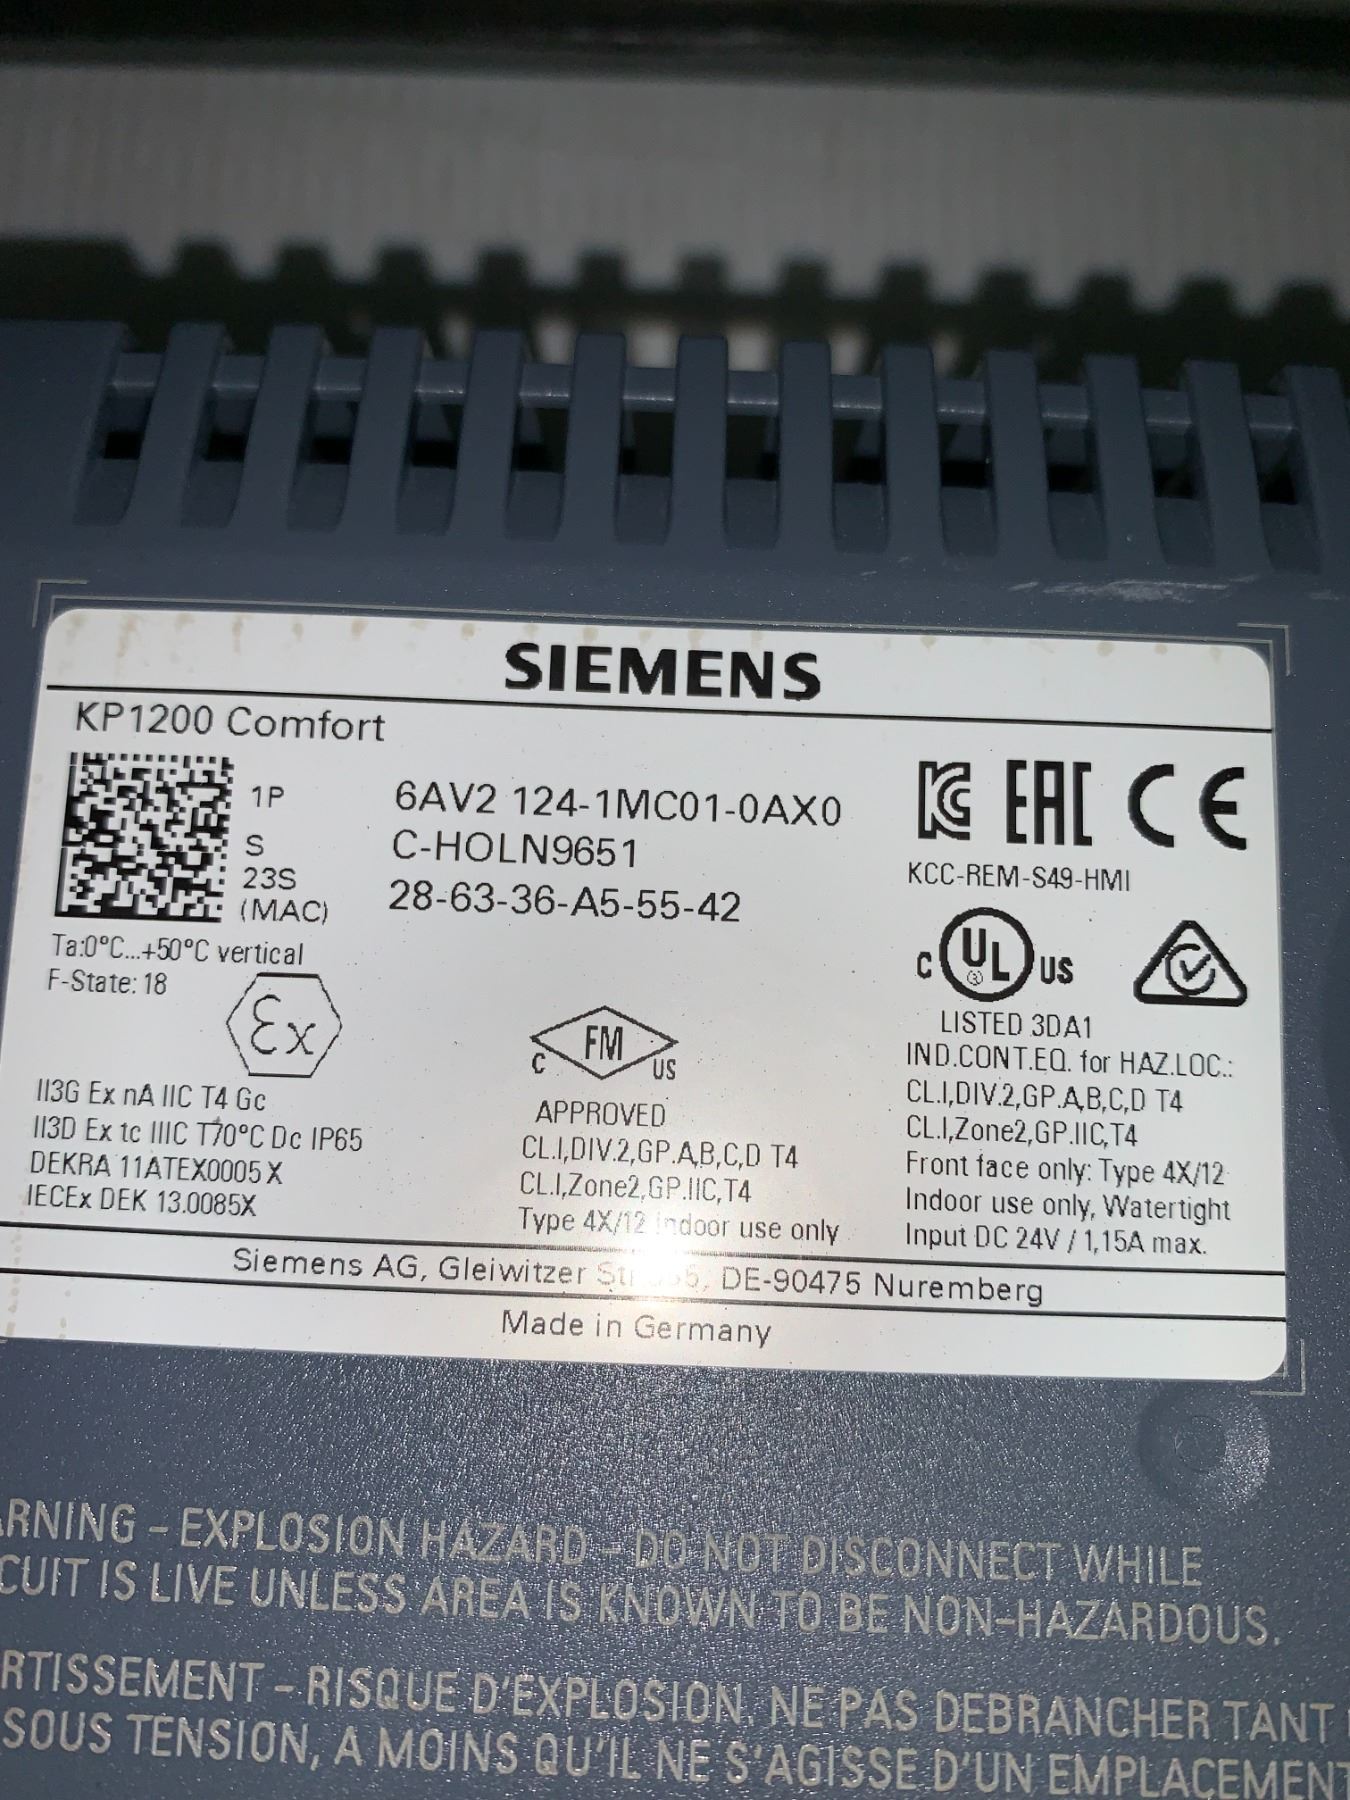 SIEMENS
KP1200 Comfort
1P 6AV2 124-1MC01-0AX0
S C-HOLN9651
23S
(MAC) 28-63-36-A5-55-42
Ta:0°C...+50°C vertical
F-State: 18
Ex
II3G Ex nA IIC T4 Gc
II3D Ex tc IIIC T70°C Dc IP65
DEKRA 11ATEX0005 X
IECEx DEK 13.0085X
C FM US
APPROVED
CL.I,DIV.2,GP.A,B,C,D T4
CL.I,Zone2,GP.IIC,T4
Type 4X/12 indoor use only
KC EAC CE
KCC-REM-S49-HMI
C UL US
LISTED 3DA1
IND.CONT.EQ. for HAZ.LOC.:
CL.I,DIV.2,GP.A,B,C,D T4
CL.I,Zone2,GP.IIC,T4
Front face only: Type 4X/12
Indoor use only, Watertight
Input DC 24V / 1,15A max.
Siemens AG, Gleiwitzer DE-90475 Nuremberg
Made in Germany
ARNING – EXPLOSION HAZARD – DO NOT DISCONNECT WHILE
CUIT IS LIVE UNLESS AREA IS KNOWN TO BE NON-HAZARDOUS.
RTISSEMENT – RISQUE D'EXPLOSION. NE PAS DEBRANCHER TANT
SOUS TENSION, A MOINS QU'IL NE S'AGISSE D'UN EMPLACEMENT